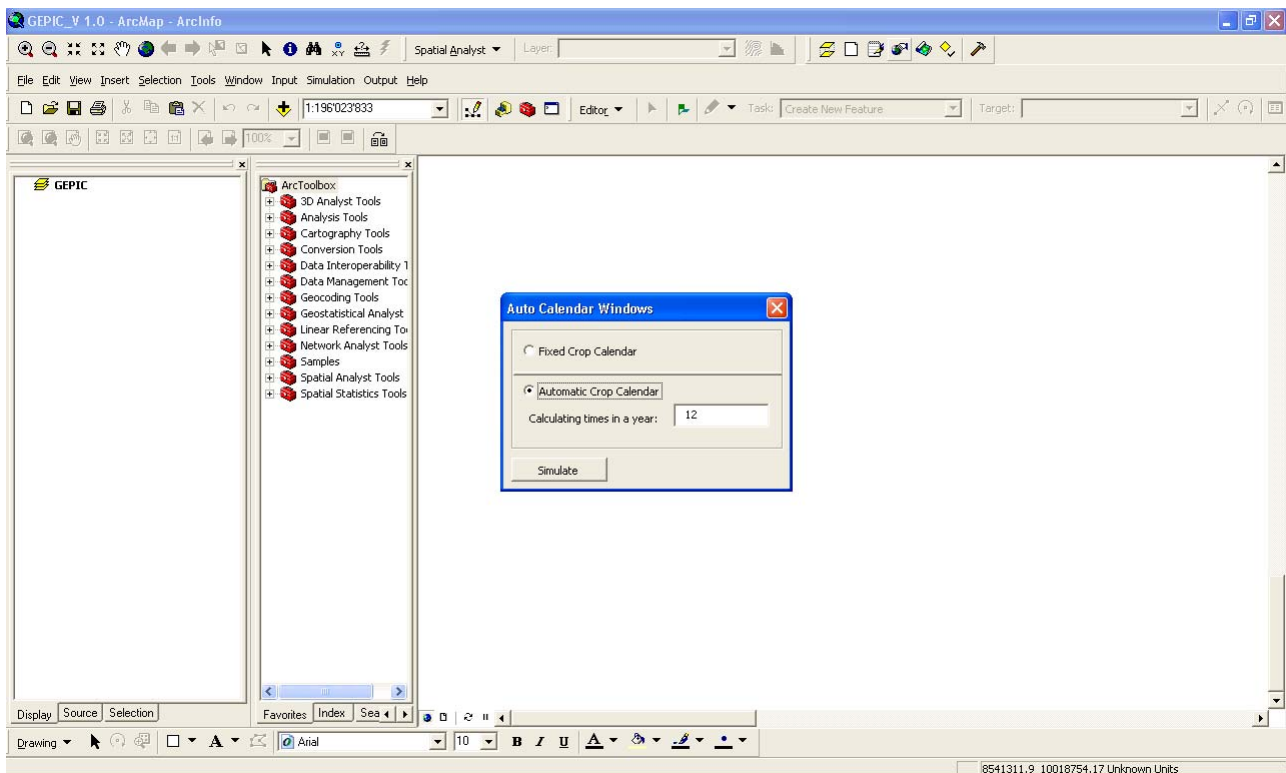 GEPIC_V 1.0 - ArcMap - ArcInfo
Spatial Analyst Layer:
File Edit View Insert Selection Tools Window Input Simulation Output Help
1:196'023'833 Editor Task: Create New Feature Target:
100%
GEPIC
ArcToolbox
3D Analyst Tools
Analysis Tools
Cartography Tools
Conversion Tools
Data Interoperability T
Data Management Toc
Geocoding Tools
Geostatistical Analyst
Linear Referencing Too
Network Analyst Tools
Samples
Spatial Analyst Tools
Spatial Statistics Tools
Auto Calendar Windows
Fixed Crop Calendar
Automatic Crop Calendar
Calculating times in a year: 12
Simulate
Display Source Selection
Favorites Index Sea
Drawing A Arial 10 B I U A
8541311.9 10018754.17 Unknown Units